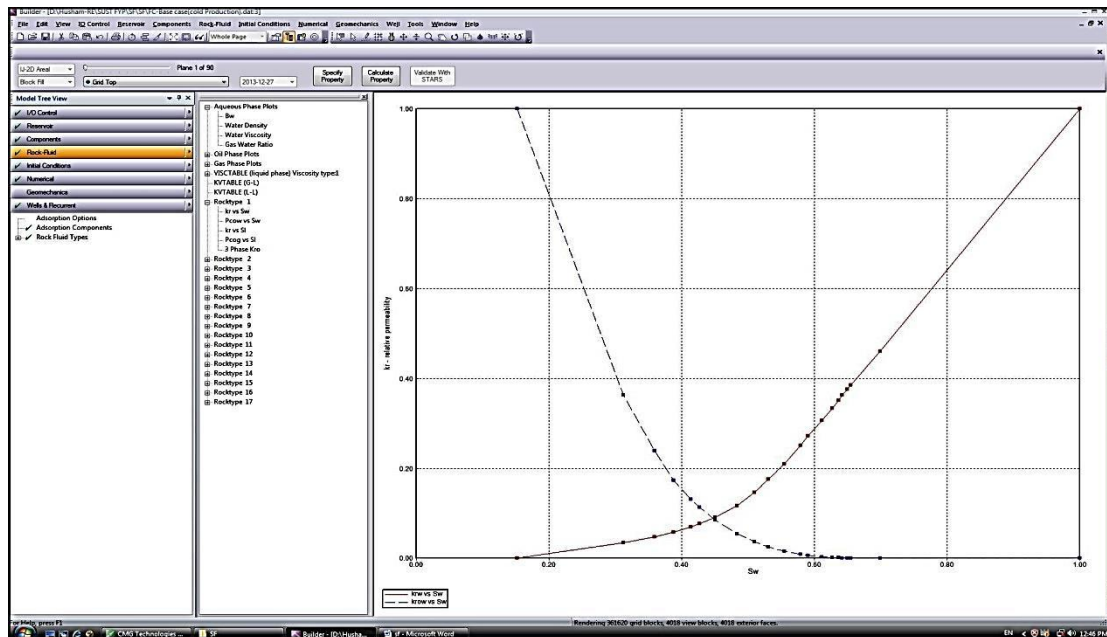 Builder - [D:\Husham-RE\SUST FYP\SF\SF\FC-Base case(cold Production).dat:3]
File Edit View IO Control Reservoir Components Rock-Fluid Initial Conditions Numerical Geomechanics Well Tools Window Help
Whole Page
IJ-2D Areal Plane 1 of 90
Block Fill Grid Top 2013-12-27 Specify Property Calculate Property Validate With STARS
Model Tree View
I/O Control
Reservoir
Components
Rock-Fluid
Initial Conditions
Numerical
Geomechanics
Wells & Recurrent
Adsorption Options
Adsorption Components
Rock Fluid Types
Aqueous Phase Plots
Bw
Water Density
Water Viscosity
Gas Water Ratio
Oil Phase Plots
Gas Phase Plots
VISCTABLE (liquid phase) Viscosity type:1
KVTABLE (G-L)
KVTABLE (L-L)
Rocktype 1
kr vs Sw
Pcow vs Sw
kr vs Sl
Pcog vs Sl
3 Phase Kro
Rocktype 2
Rocktype 3
Rocktype 4
Rocktype 5
Rocktype 6
Rocktype 7
Rocktype 8
Rocktype 9
Rocktype 10
Rocktype 11
Rocktype 12
Rocktype 13
Rocktype 14
Rocktype 15
Rocktype 16
Rocktype 17
1.00
0.80
0.60
0.40
0.20
0.00
kr - relative permeability
0.00 0.20 0.40 0.60 0.80 1.00
Sw
krw vs Sw
krow vs Sw
For Help, press F1 Rendering 361620 grid blocks, 4018 view blocks, 4018 exterior faces.
CMG Technologies ... SF Builder - [D:\Husha... sf - Microsoft Word EN 12:46 PM